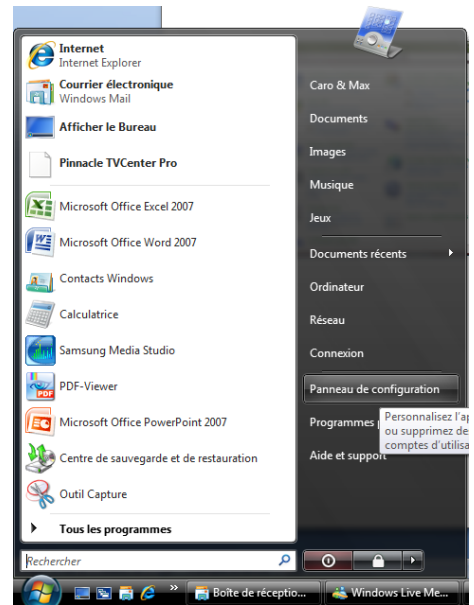 Internet
Internet Explorer
Courrier électronique
Windows Mail
Afficher le Bureau
Pinnacle TVCenter Pro
Microsoft Office Excel 2007
Microsoft Office Word 2007
Contacts Windows
Calculatrice
Samsung Media Studio
PDF-Viewer
PDF
Microsoft Office PowerPoint 2007
Centre de sauvegarde et de restauration
Outil Capture
Tous les programmes
Rechercher
Caro & Max
Documents
Images
Musique
Jeux
Documents récents
Ordinateur
Réseau
Connexion
Panneau de configuration
Programmes
Aide et support
Personnalisez l'ap
ou supprimez de
comptes d'utilisa
Boîte de réceptio...
Windows Live Me...